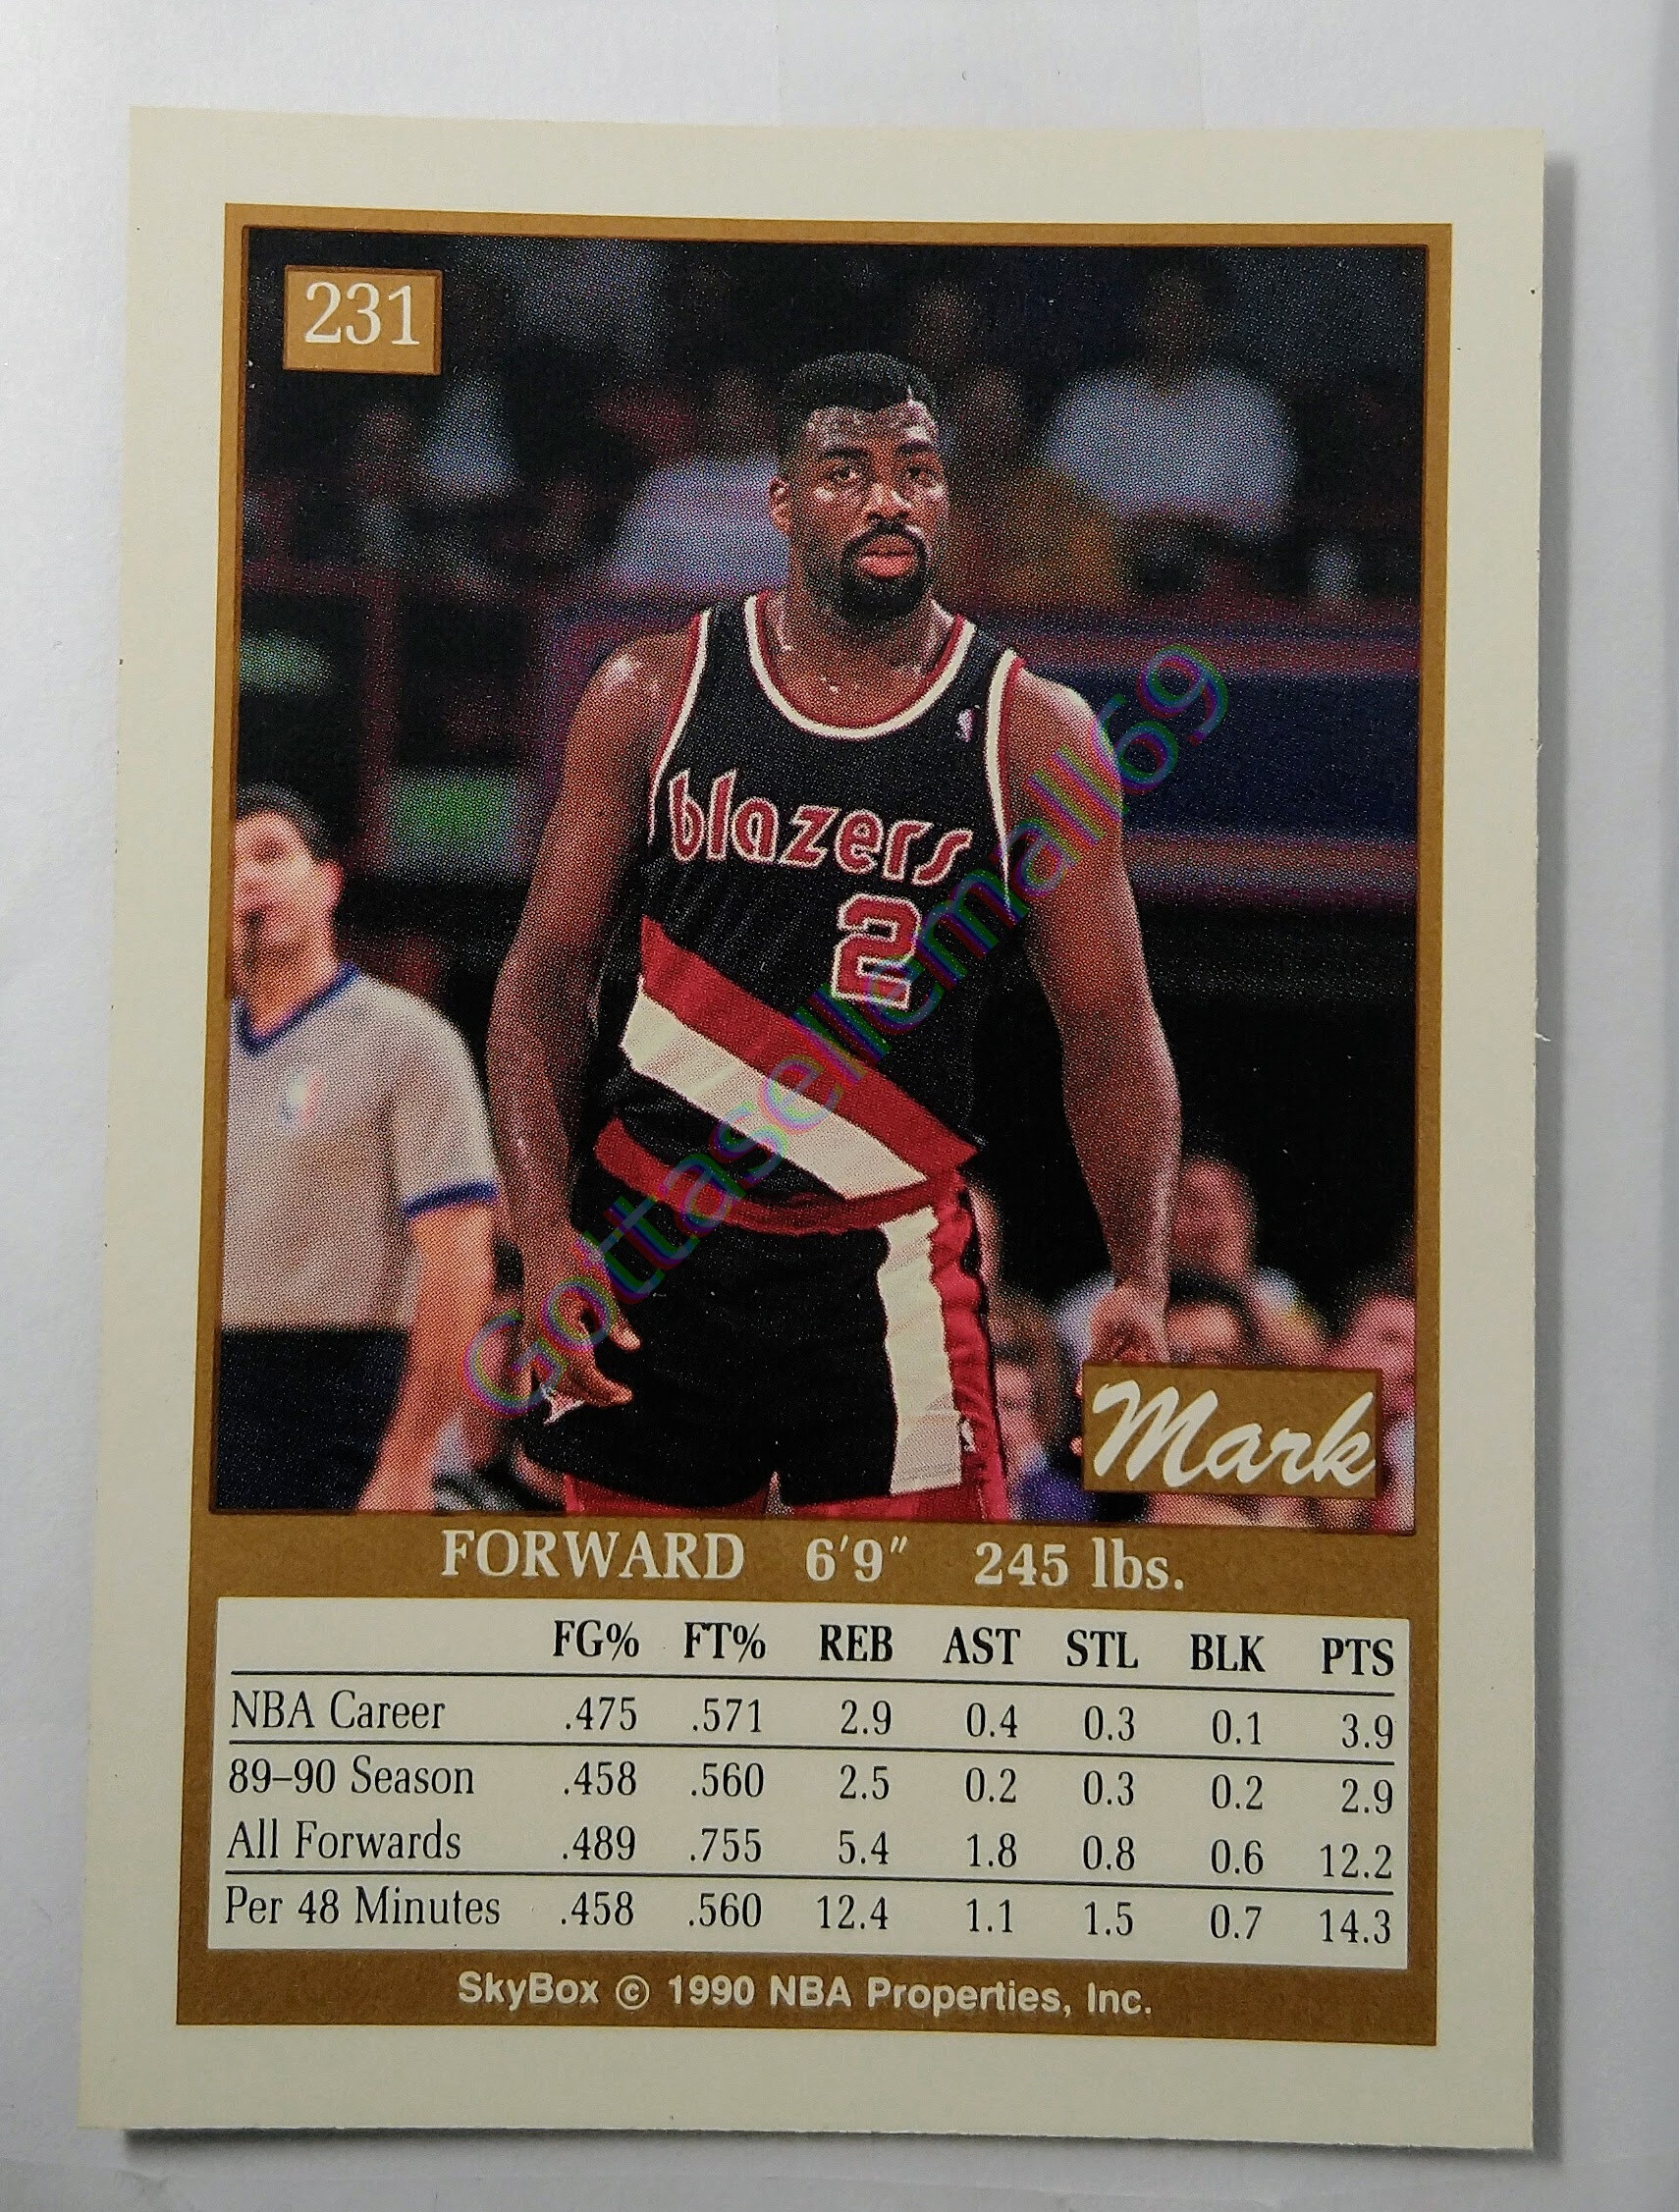 231
blazers
2
Gottasellemall69
Mark
FORWARD 6'9" 245 lbs.
FG% FT% REB AST STL BLK PTS
NBA Career .475 .571 2.9 0.4 0.3 0.1 3.9
89–90 Season .458 .560 2.5 0.2 0.3 0.2 2.9
All Forwards .489 .755 5.4 1.8 0.8 0.6 12.2
Per 48 Minutes .458 .560 12.4 1.1 1.5 0.7 14.3
SkyBox © 1990 NBA Properties, Inc.